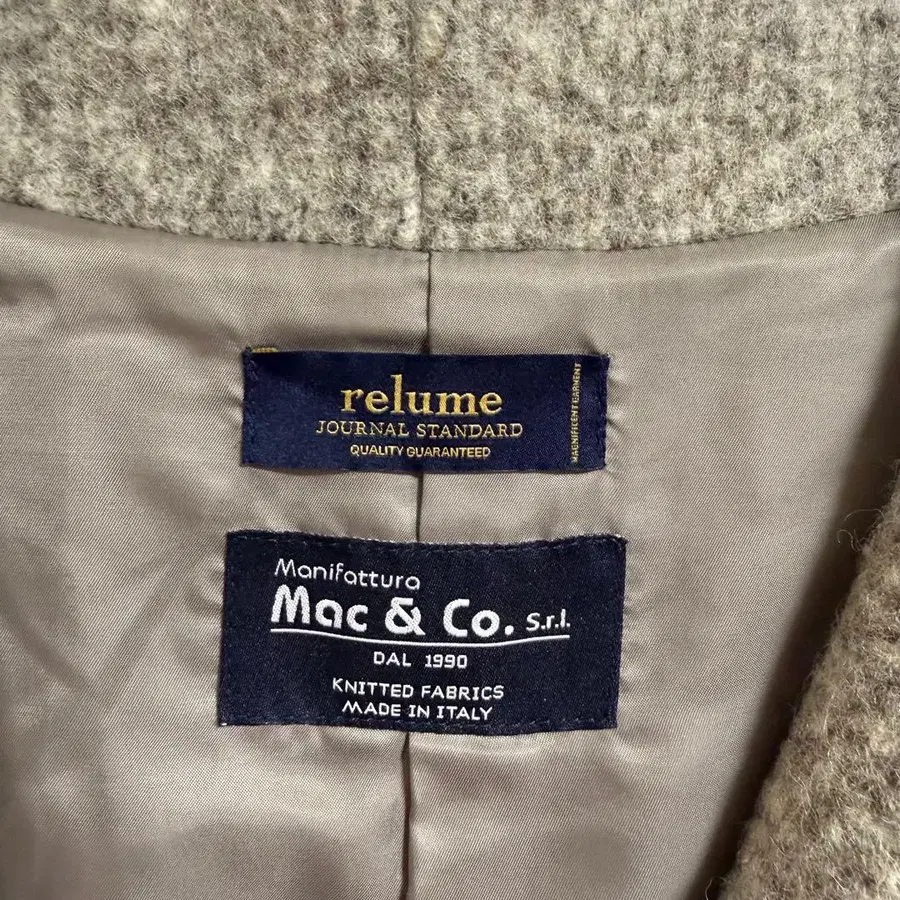 relume
JOURNAL STANDARD
QUALITY GUARANTEED
MAGNIFICENT GARMENT
Manifattura
Mac & Co. S.r.l.
DAL 1990
KNITTED FABRICS
MADE IN ITALY